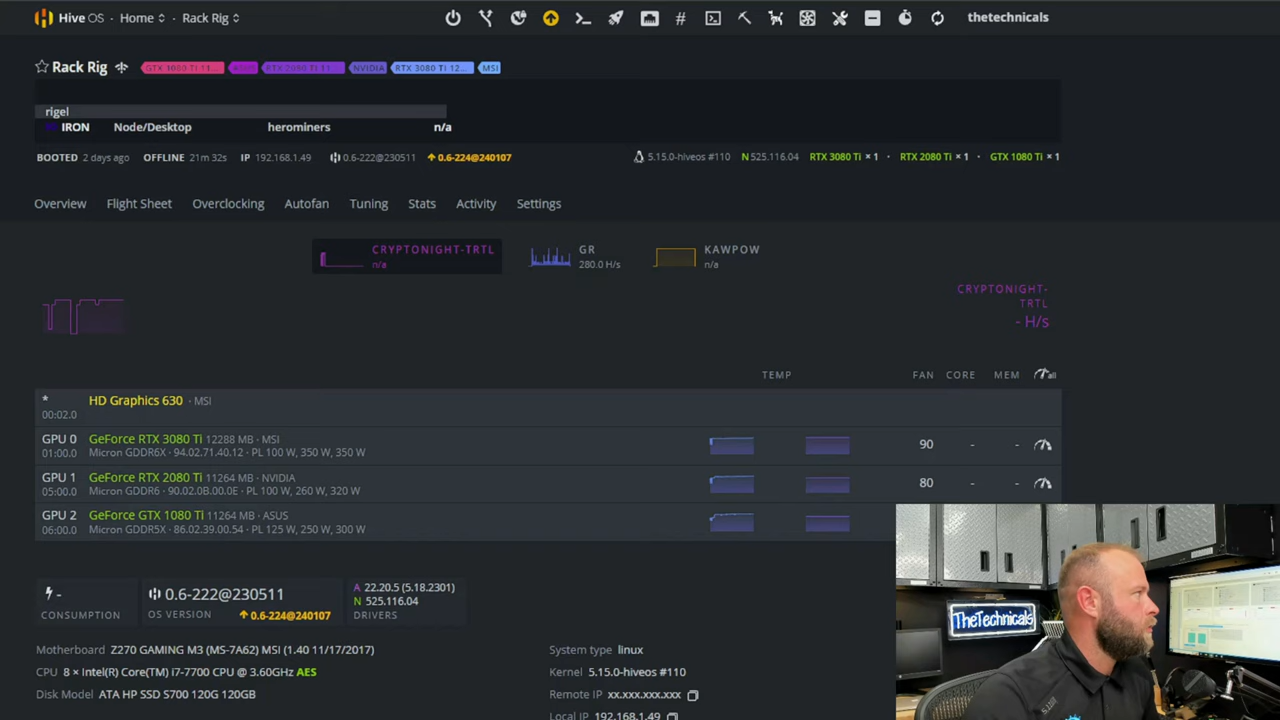 Hive OS Home Rack Rig thetechnicals
Rack Rig GTX 1080 TI 11... ASUS RTX 2080 TI 11... NVIDIA RTX 3080 TI 12... MSI
rigel
IRON Node/Desktop herominers n/a
BOOTED 2 days ago OFFLINE 21m 32s IP 192.168.1.49 0.6-222@230511 0.6-224@240107 5.15.0-hiveos #110 N 525.116.04 RTX 3080 Ti × 1 · RTX 2080 Ti × 1 · GTX 1080 Ti × 1
Overview Flight Sheet Overclocking Autofan Tuning Stats Activity Settings
CRYPTONIGHT-TRTL GR KAWPOW
n/a 280.0 H/s n/a
CRYPTONIGHT-
TRTL
- H/s
TEMP FAN CORE MEM all
* HD Graphics 630 · MSI
00:02.0
GPU 0 GeForce RTX 3080 Ti 12288 MB · MSI 90 - -
01:00.0 Micron GDDR6X · 94.02.71.40.12 · PL 100 W, 350 W, 350 W
GPU 1 GeForce RTX 2080 Ti 11264 MB · NVIDIA 80 - -
05:00.0 Micron GDDR6 · 90.02.0B.00.0E · PL 100 W, 260 W, 320 W
GPU 2 GeForce GTX 1080 Ti 11264 MB · ASUS
06:00.0 Micron GDDR5X · 86.02.39.00.54 · PL 125 W, 250 W, 300 W
- 0.6-222@230511 A 22.20.5 (5.18.2301)
N 525.116.04
CONSUMPTION OS VERSION 0.6-224@240107 DRIVERS
TheTechnicals
Motherboard Z270 GAMING M3 (MS-7A62) MSI (1.40 11/17/2017) System type linux
CPU 8 × Intel(R) Core(TM) i7-7700 CPU @ 3.60GHz AES Kernel 5.15.0-hiveos #110
Disk Model ATA HP SSD S700 120G 120GB Remote IP xx.xxx.xxx.xxx
Local IP 192.168.1.49